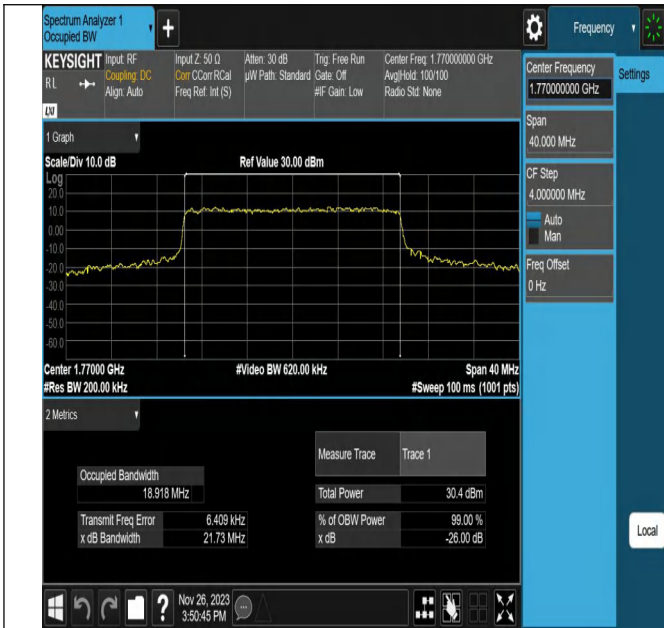 Spectrum Analyzer 1
Occupied BW
+
Frequency
KEYSIGHT
RL
LXI
Input: RF
Coupling: DC
Align: Auto
Input Z: 50 Ω
Corr CCorr RCal
Freq Ref: Int (S)
Atten: 30 dB
µW Path: Standard
Trig: Free Run
Gate: Off
#IF Gain: Low
Center Freq: 1.770000000 GHz
Avg|Hold: 100/100
Radio Std: None
Center Frequency
1.770000000 GHz
Settings
Span
40.000 MHz
CF Step
4.000000 MHz
Auto
Man
Freq Offset
0 Hz
Local
1 Graph
Scale/Div 10.0 dB
Ref Value 30.00 dBm
Log
20.0
10.0
0.00
-10.0
-20.0
-30.0
-40.0
-50.0
-60.0
Center 1.77000 GHz
#Video BW 620.00 kHz
Span 40 MHz
#Res BW 200.00 kHz
#Sweep 100 ms (1001 pts)
2 Metrics
Measure Trace
Trace 1
Occupied Bandwidth
18.918 MHz
Total Power
30.4 dBm
Transmit Freq Error
6.409 kHz
% of OBW Power
99.00 %
x dB Bandwidth
21.73 MHz
x dB
-26.00 dB
?
Nov 26, 2023
3:50:45 PM